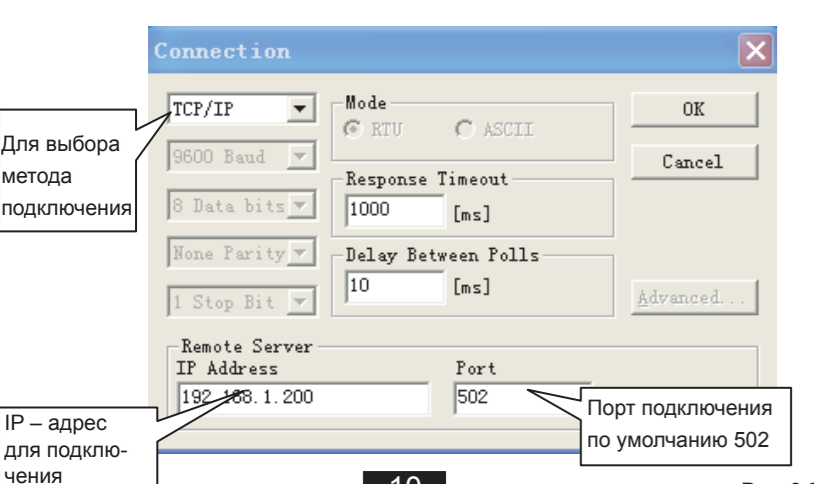 Connection
TCP/IP
Mode
RTU ASCII
OK
Для выбора
метода
подключения
9600 Baud
Cancel
Response Timeout
8 Data bits
1000 [ms]
None Parity
Delay Between Polls
10 [ms]
1 Stop Bit
Advanced...
Remote Server
IP Address
Port
192.168.1.200
502
Порт подключения
по умолчанию 502
IP – адрес
для подклю-
чения